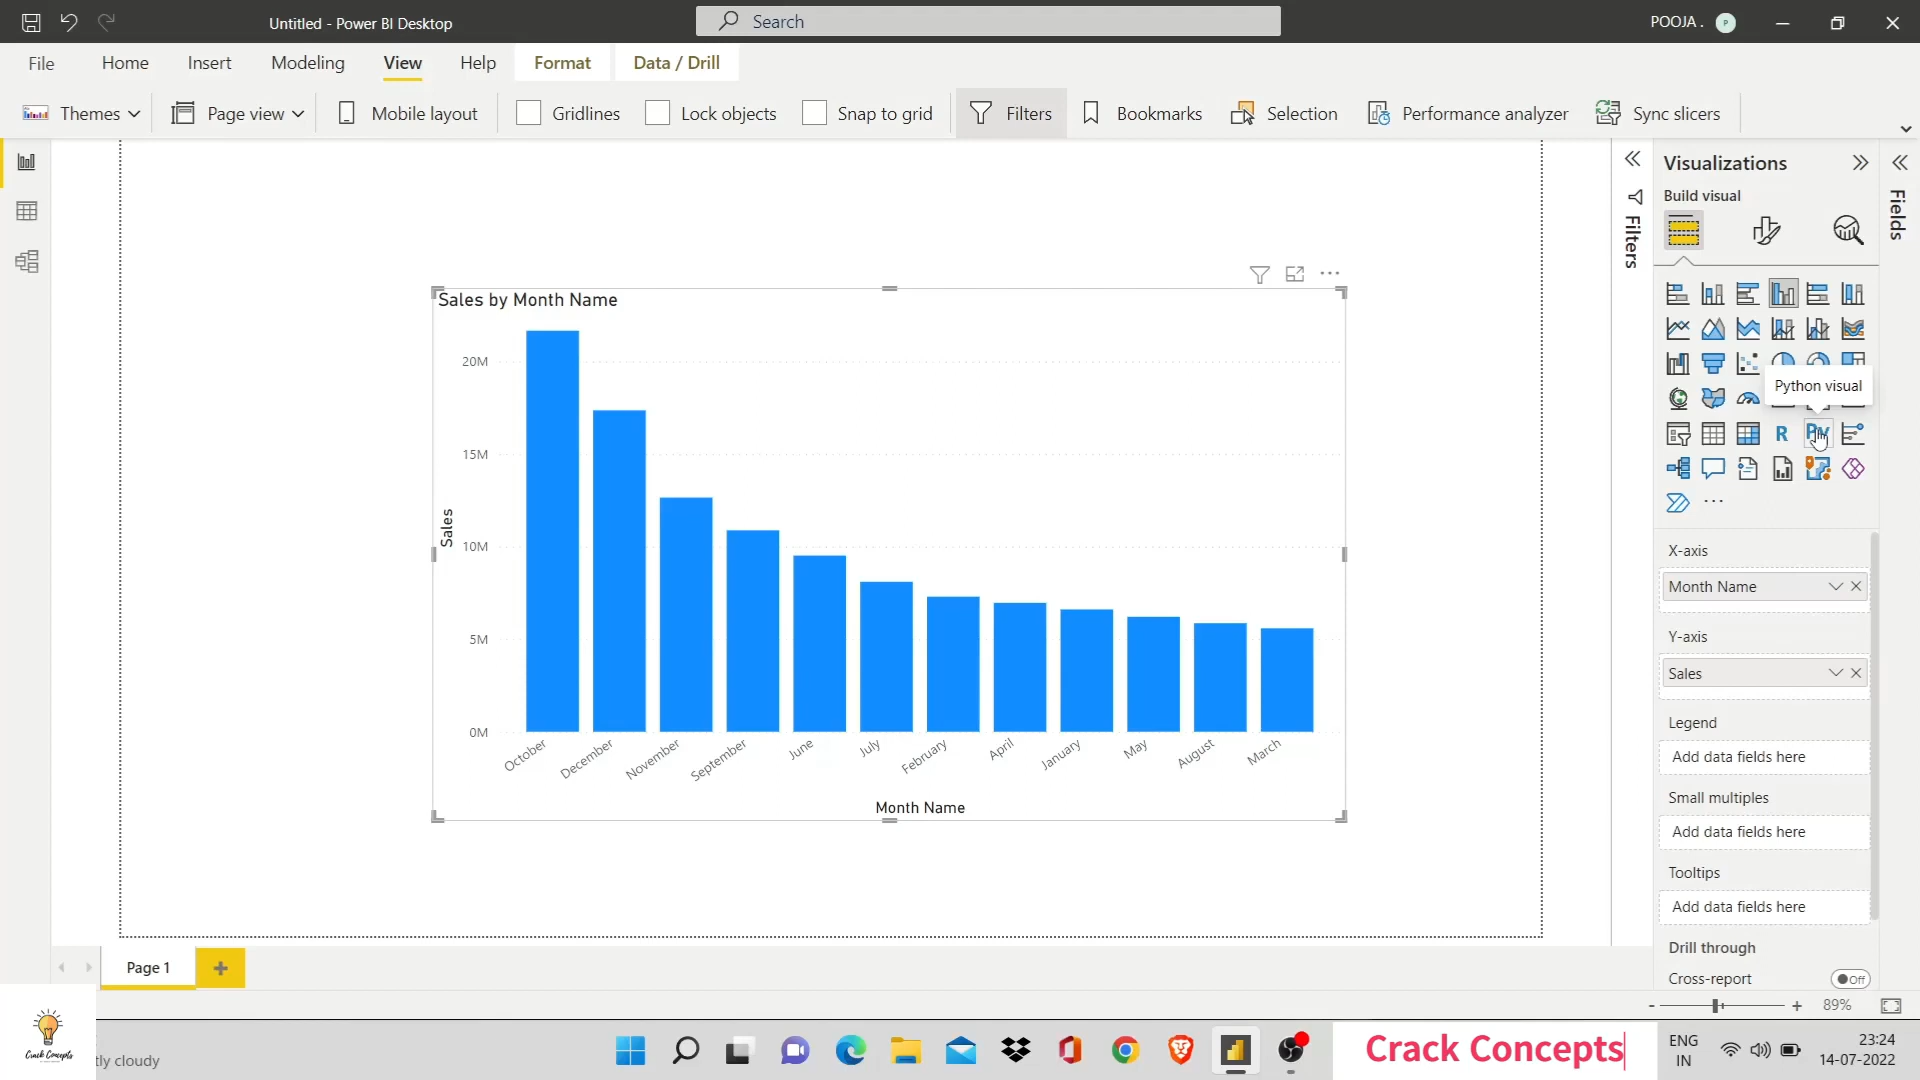 Untitled - Power BI Desktop
Search
POOJA .
P
File
Home
Insert
Modeling
View
Help
Format
Data / Drill
Themes
Page view
Mobile layout
Gridlines
Lock objects
Snap to grid
Filters
Bookmarks
Selection
Performance analyzer
Sync slicers
Filters
Visualizations
Build visual
Fields
Python visual
R
Py
Sales by Month Name
20M
15M
10M
5M
0M
Sales
October
December
November
September
June
July
February
April
January
May
August
March
Month Name
X-axis
Month Name
Y-axis
Sales
Legend
Add data fields here
Small multiples
Add data fields here
Tooltips
Add data fields here
Drill through
Cross-report
Off
Page 1
89%
Crack Concepts
tly cloudy
Crack Concepts
ENG
IN
23:24
14-07-2022